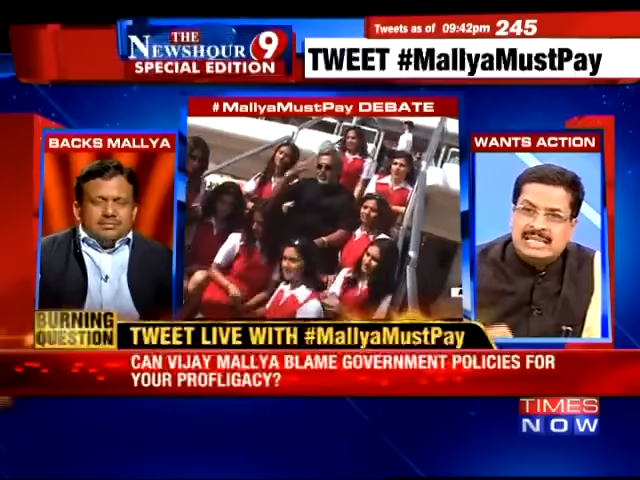 Tweets as of 09:42pm 245
THE
NEWSHOUR 9
SPECIAL EDITION
TWEET #MallyaMustPay
#MallyaMustPay DEBATE
BACKS MALLYA
WANTS ACTION
BURNING
QUESTION
TWEET LIVE WITH #MallyaMustPay
CAN VIJAY MALLYA BLAME GOVERNMENT POLICIES FOR
YOUR PROFLIGACY?
TIMES
NOW